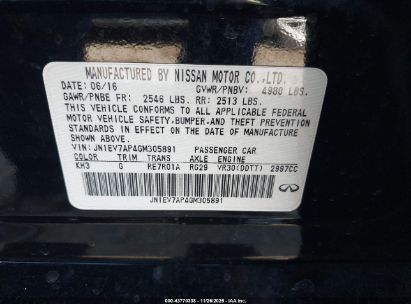 MANUFACTURED BY NISSAN MOTOR CO.,LTD.
DATE: 06/16 GVWR/PNBV: 4980 LBS.
GAWR/PNBE FR: 2546 LBS. RR: 2513 LBS.
THIS VEHICLE CONFORMS TO ALL APPLICABLE FEDERAL
MOTOR VEHICLE SAFETY, BUMPER, AND THEFT PREVENTION
STANDARDS IN EFFECT ON THE DATE OF MANUFACTURE
SHOWN ABOVE.
VIN: JN1EV7AP4GM305891 PASSENGER CAR
COLOR TRIM TRANS AXLE ENGINE
KH3 G RE7R01A RG29 VR30(DDTT) 2997CC
JN1EV7AP4GM305891
INFINITI